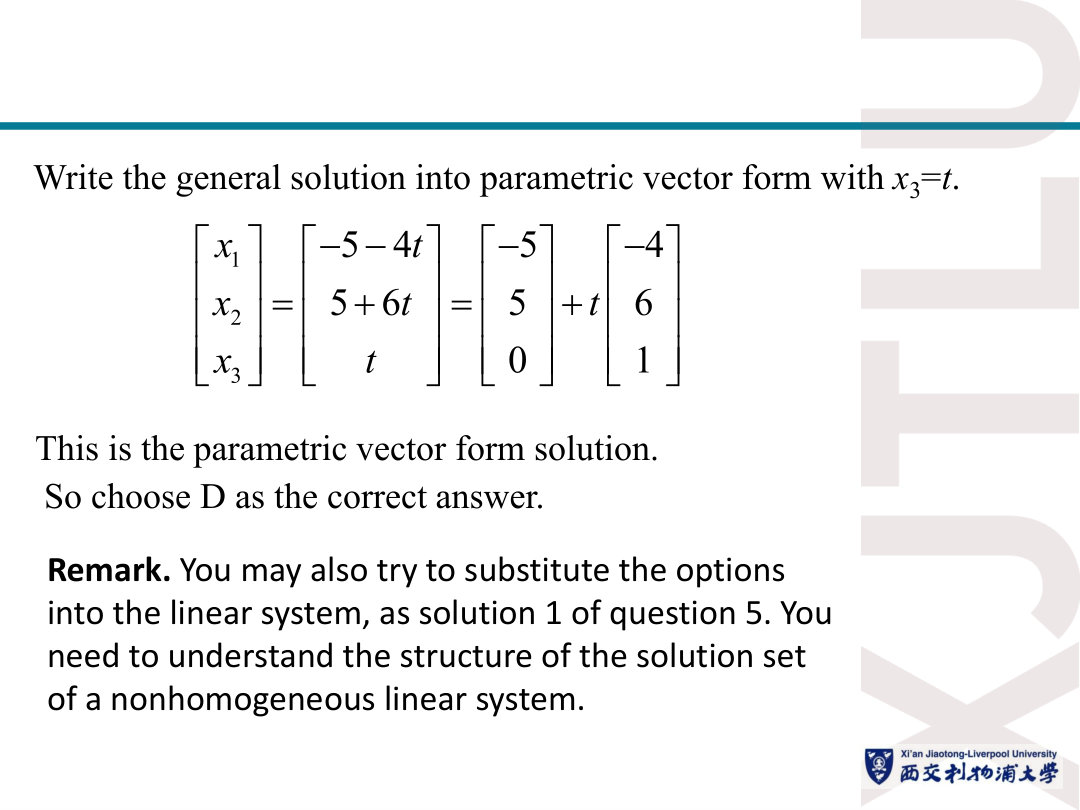 Write the general solution into parametric vector form with x₃=t.
[x₁; x₂; x₃] = [−5 − 4t; 5 + 6t; t] = [−5; 5; 0] + t [−4; 6; 1]
This is the parametric vector form solution.
So choose D as the correct answer.
Remark. You may also try to substitute the options
into the linear system, as solution 1 of question 5. You
need to understand the structure of the solution set
of a nonhomogeneous linear system.
XJTLU
Xi'an Jiaotong-Liverpool University
西交利物浦大學